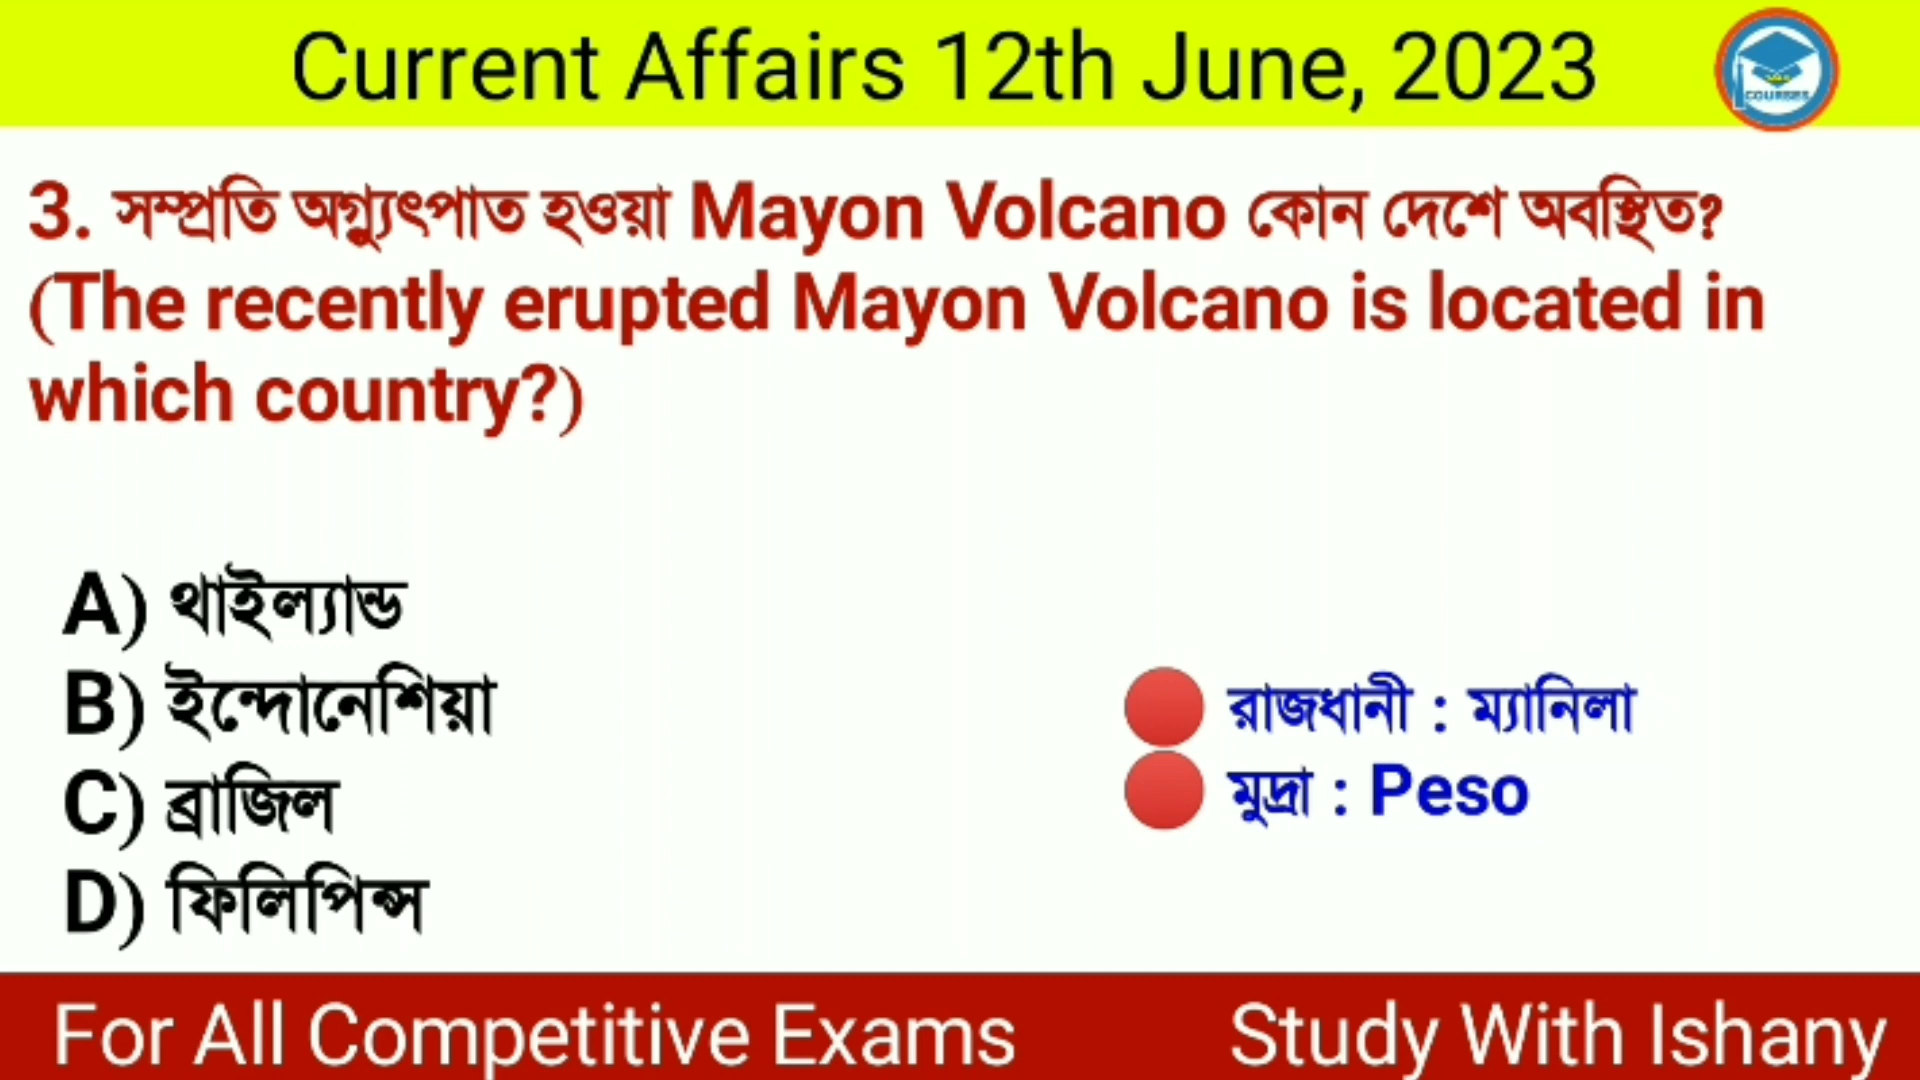 Current Affairs 12th June, 2023
COURSES
3. সম্প্রতি অগ্ন্যুৎপাত হওয়া Mayon Volcano কোন দেশে অবস্থিত?
(The recently erupted Mayon Volcano is located in
which country?)
A) থাইল্যান্ড
B) ইন্দোনেশিয়া
C) ব্রাজিল
D) ফিলিপিন্স
রাজধানী : ম্যানিলা
মুদ্রা : Peso
For All Competitive Exams
Study With Ishany